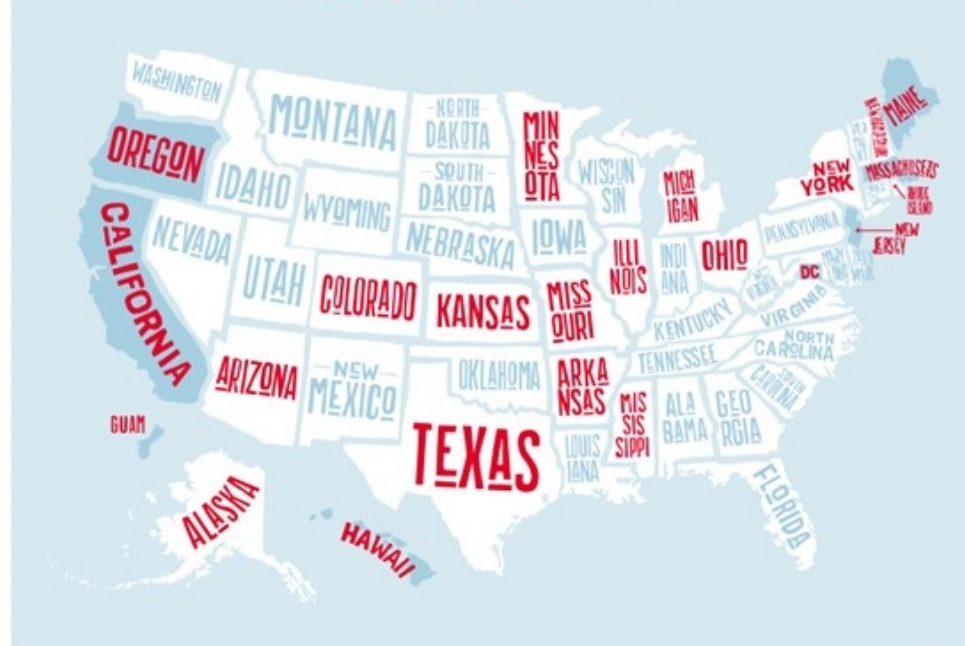 WASHINGTON
MONTANA
NORTH
DAKOTA
MIN
NES
OTA
OREGON
IDAHO
WYOMING
SOUTH
DAKOTA
WISCON
SIN
MICH
IGAN
NEW
YORK
MAINE
MASSACHUSETS
RHODE
ISLAND
NEW
JERSEY
PENNSYLVANIA
CALIFORNIA
NEVADA
UTAH
COLORADO
NEBRASKA
KANSAS
IOWA
MISS
OURI
ILLI
NOIS
INDI
ANA
OHIO
DC
KENTUCKY
VIRGINIA
NORTH
CAROLINA
TENNESSEE
SOUTH
CAROLINA
ARIZONA
NEW
MEXICO
OKLAHOMA
ARKA
NSAS
MIS
SIS
SIPPI
ALA
BAMA
GEO
RGIA
TEXAS
LOUIS
IANA
FLORIDA
GUAM
ALASKA
HAWAII